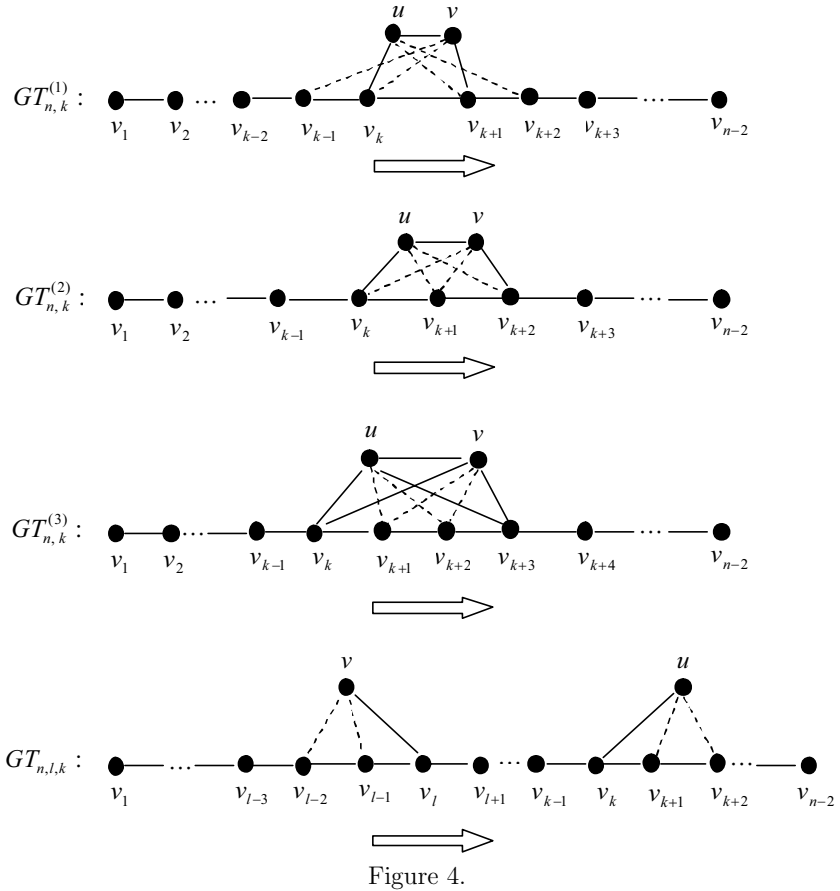 u v
GT_{n,k}^{(1)} :
v_1 v_2 ... v_{k-2} v_{k-1} v_k v_{k+1} v_{k+2} v_{k+3} ... v_{n-2}
u v
GT_{n,k}^{(2)} :
v_1 v_2 ... v_{k-1} v_k v_{k+1} v_{k+2} v_{k+3} ... v_{n-2}
u v
GT_{n,k}^{(3)} :
v_1 v_2 ... v_{k-1} v_k v_{k+1} v_{k+2} v_{k+3} v_{k+4} ... v_{n-2}
v u
GT_{n,l,k} :
v_1 ... v_{l-3} v_{l-2} v_{l-1} v_l v_{l+1} ... v_{k-1} v_k v_{k+1} v_{k+2} ... v_{n-2}
Figure 4.